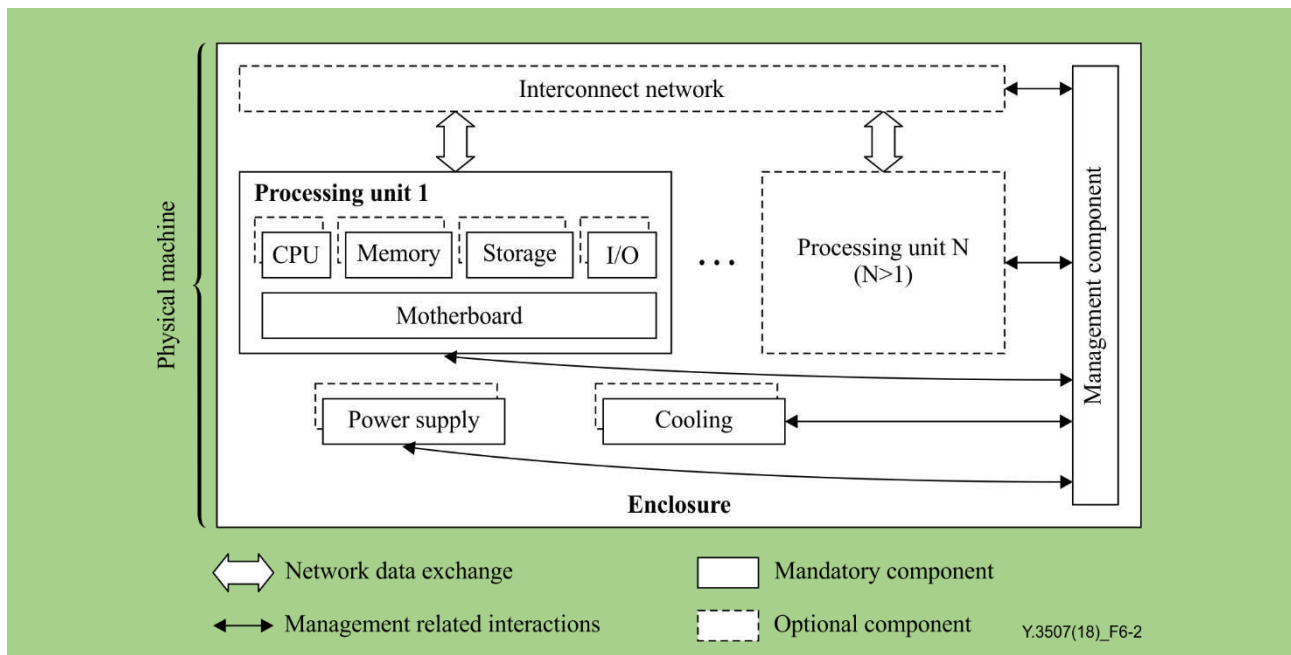 Physical machine
Interconnect network
Processing unit 1
CPU
Memory
Storage
I/O
Motherboard
...
Processing unit N
(N>1)
Management component
Power supply
Cooling
Enclosure
Network data exchange
Mandatory component
Management related interactions
Optional component
Y.3507(18)_F6-2